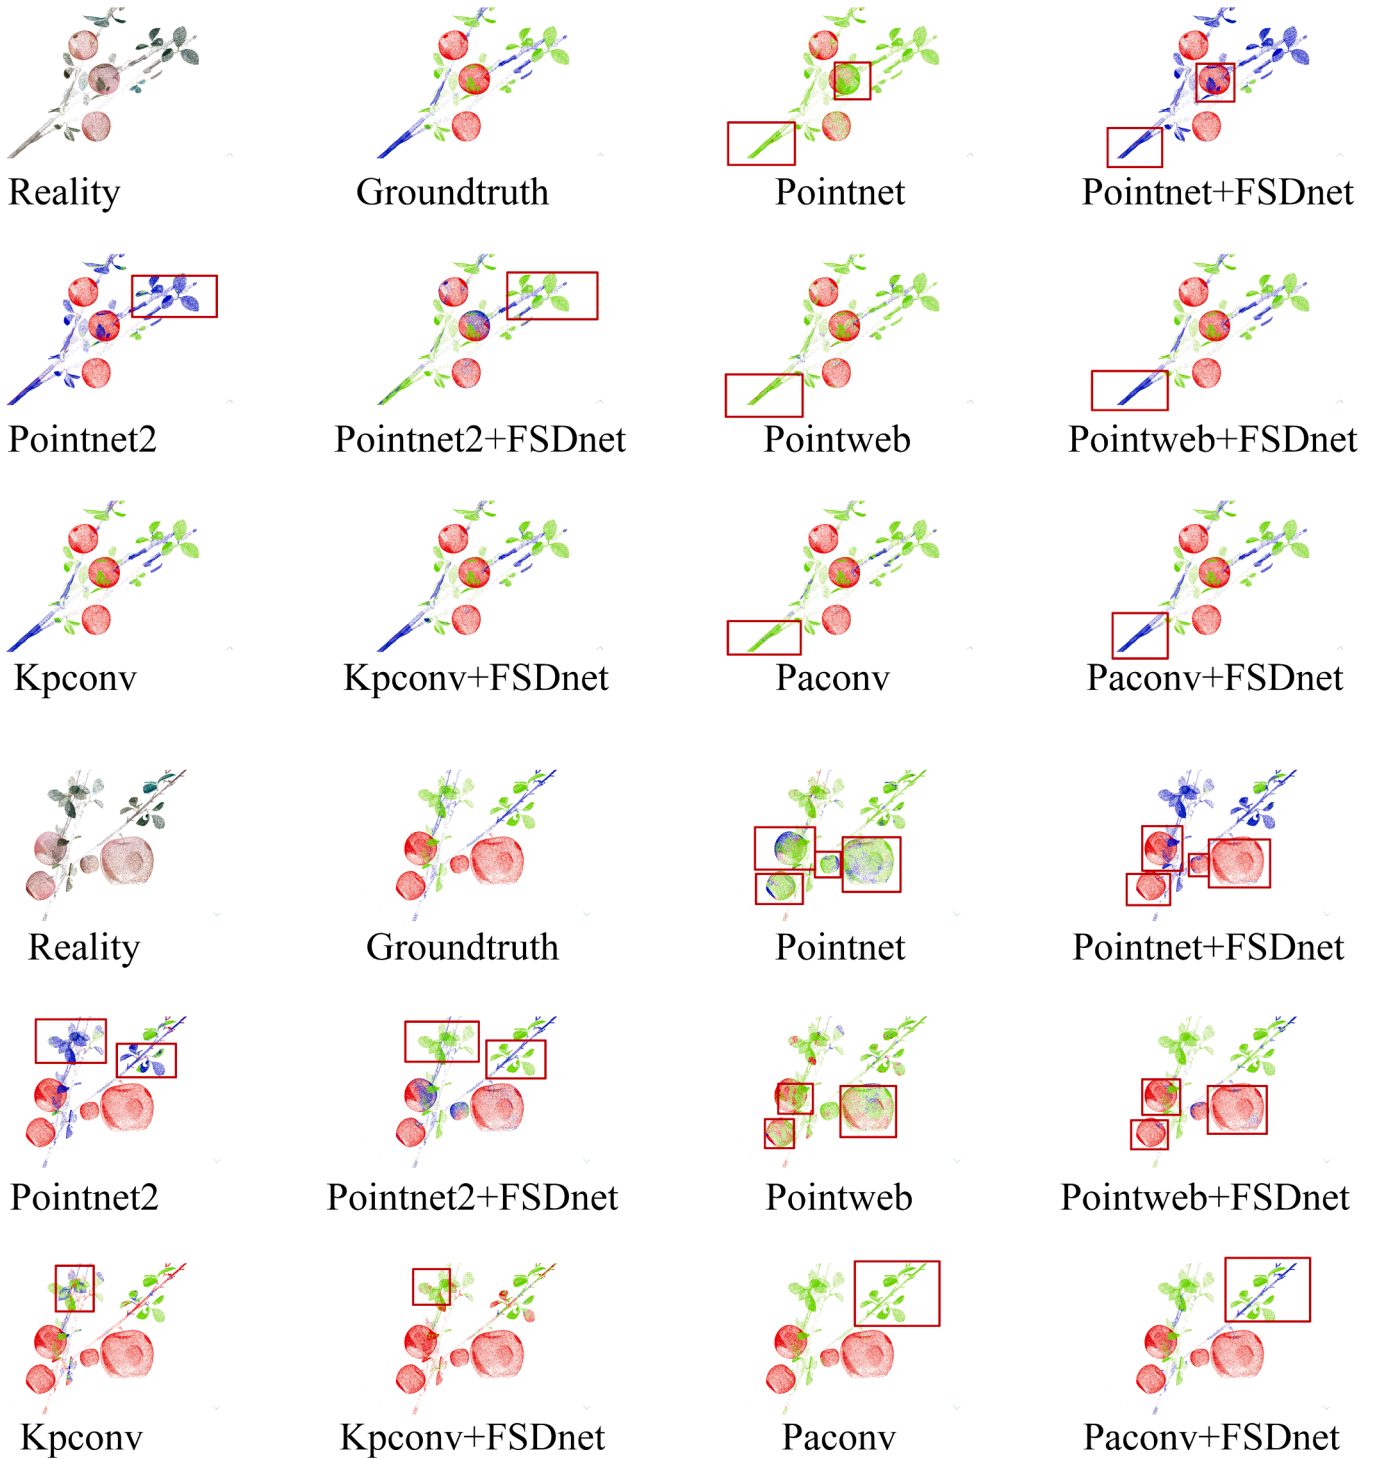 Reality Groundtruth Pointnet Pointnet+FSDnet
Pointnet2 Pointnet2+FSDnet Pointweb Pointweb+FSDnet
Kpconv Kpconv+FSDnet Paconv Paconv+FSDnet
Reality Groundtruth Pointnet Pointnet+FSDnet
Pointnet2 Pointnet2+FSDnet Pointweb Pointweb+FSDnet
Kpconv Kpconv+FSDnet Paconv Paconv+FSDnet